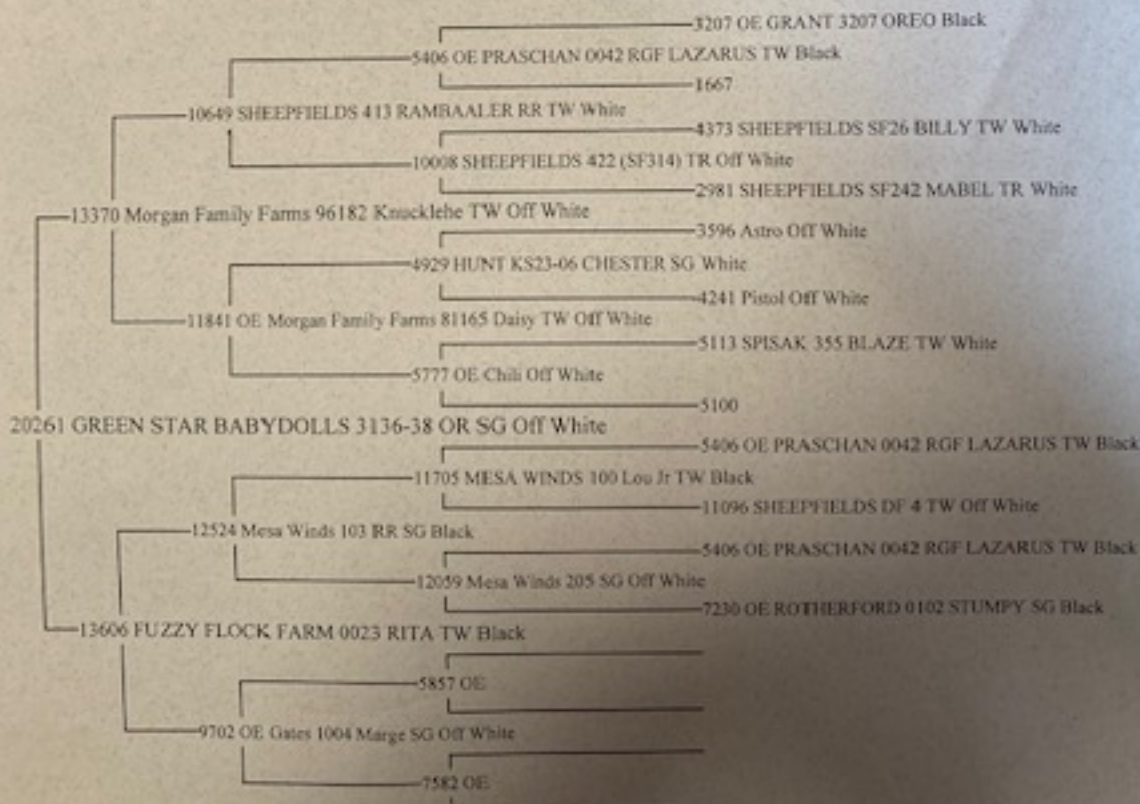 3207 OE GRANT 3207 OREO Black
5406 OE PRASCHAN 0042 RGF LAZARUS TW Black
1667
10649 SHEEPFIELDS 413 RAMBAALER RR TW White
4373 SHEEPFIELDS SF26 BILLY TW White
10008 SHEEPFIELDS 422 (SF314) TR Off White
2981 SHEEPFIELDS SF242 MABEL TR White
13370 Morgan Family Farms 96182 Knucklehe TW Off White
3596 Astro Off White
4929 HUNT KS23-06 CHESTER SG White
4241 Pistol Off White
11841 OE Morgan Family Farms 81165 Daisy TW Off White
5113 SPISAK 355 BLAZE TW White
5777 OE Chili Off White
5100
20261 GREEN STAR BABYDOLLS 3136-38 OR SG Off White
5406 OE PRASCHAN 0042 RGF LAZARUS TW Black
11705 MESA WINDS 100 Lou Jr TW Black
11096 SHEEPFIELDS DF 4 TW Off White
12524 Mesa Winds 103 RR SG Black
5406 OE PRASCHAN 0042 RGF LAZARUS TW Black
12059 Mesa Winds 205 SG Off White
7230 OE ROTHERFORD 0102 STUMPY SG Black
13606 FUZZY FLOCK FARM 0023 RITA TW Black
5857 OE
9702 OE Gates 1004 Marge SG Off White
7582 OE